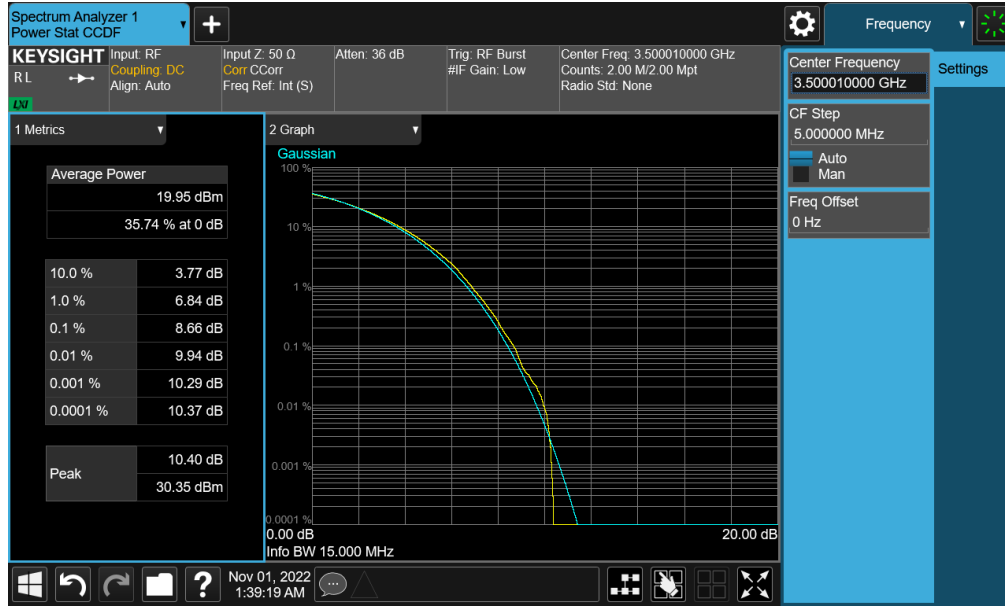 Spectrum Analyzer 1
Power Stat CCDF
Frequency
KEYSIGHT
RL
LXI
Input: RF
Coupling: DC
Align: Auto
Input Z: 50 Ω
Corr CCorr
Freq Ref: Int (S)
Atten: 36 dB
Trig: RF Burst
#IF Gain: Low
Center Freq: 3.500010000 GHz
Counts: 2.00 M/2.00 Mpt
Radio Std: None
Center Frequency
3.500010000 GHz
Settings
CF Step
5.000000 MHz
Auto
Man
Freq Offset
0 Hz
1 Metrics
Average Power
19.95 dBm
35.74 % at 0 dB
10.0 % 3.77 dB
1.0 % 6.84 dB
0.1 % 8.66 dB
0.01 % 9.94 dB
0.001 % 10.29 dB
0.0001 % 10.37 dB
Peak
10.40 dB
30.35 dBm
2 Graph
Gaussian
100 %
10 %
1 %
0.1 %
0.01 %
0.001 %
0.0001 %
0.00 dB 20.00 dB
Info BW 15.000 MHz
?
Nov 01, 2022
1:39:19 AM